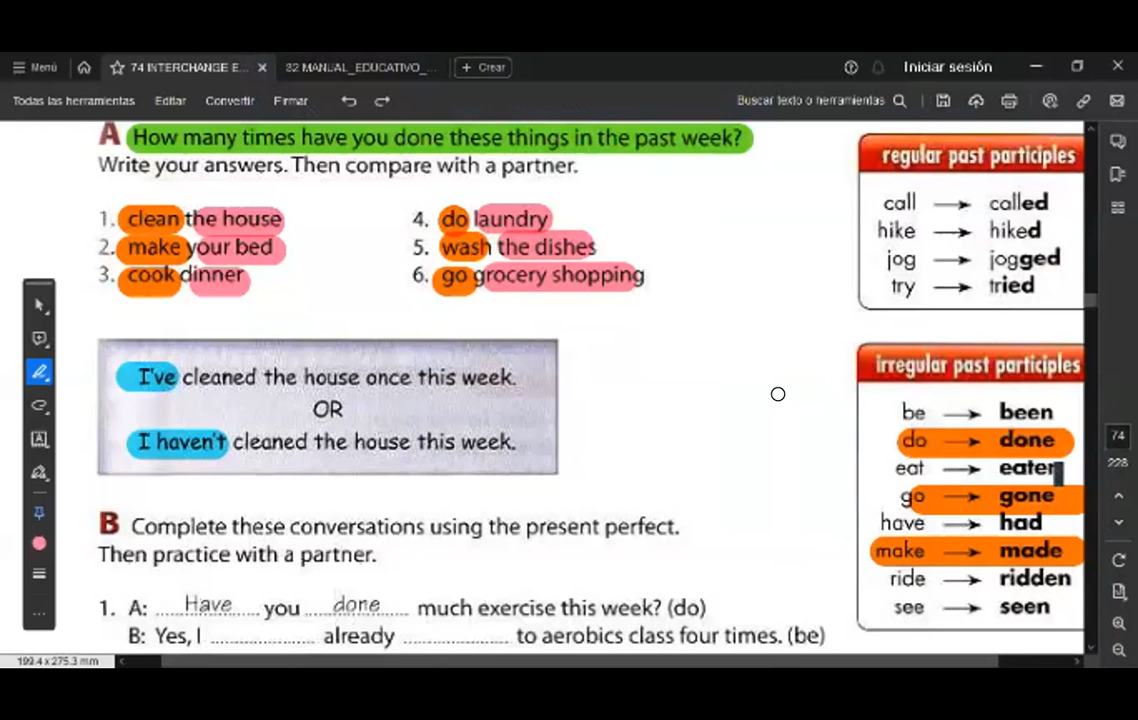 Menú
74 INTERCHANGE E...
32 MANUAL_EDUCATIVO_...
+ Crear
Iniciar sesión
Todas las herramientas
Editar
Convertir
Firmar
Buscar texto o herramientas
A How many times have you done these things in the past week?
Write your answers. Then compare with a partner.
1. clean the house
2. make your bed
3. cook dinner
4. do laundry
5. wash the dishes
6. go grocery shopping
I've cleaned the house once this week.
OR
I haven't cleaned the house this week.
B Complete these conversations using the present perfect.
Then practice with a partner.
1. A: Have you done much exercise this week? (do)
B: Yes, I .................... already .................... to aerobics class four times. (be)
regular past participles
call → called
hike → hiked
jog → jogged
try → tried
irregular past participles
be → been
do → done
eat → eaten
go → gone
have → had
make → made
ride → ridden
see → seen
74
228
199.4 x 275.3 mm